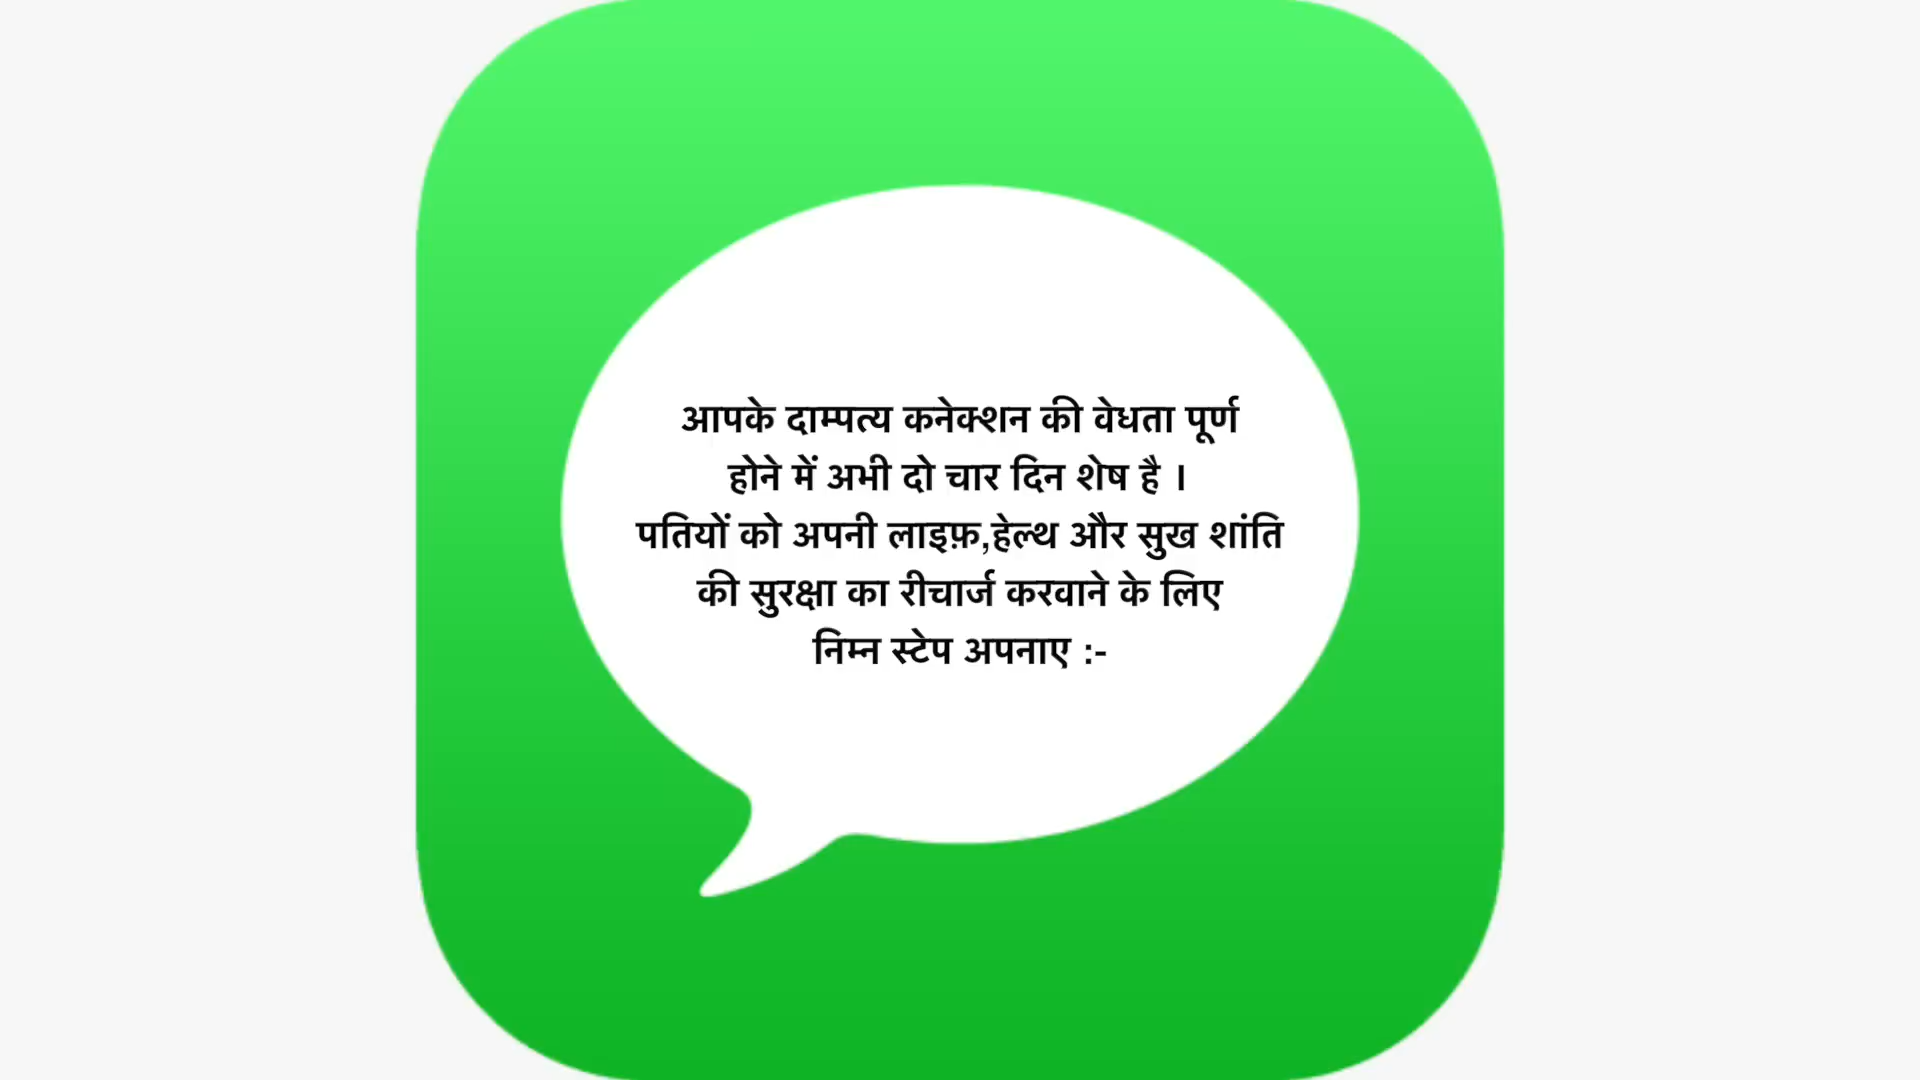 आपके दाम्पत्य कनेक्शन की वेधता पूर्ण
होने में अभी दो चार दिन शेष है ।
पतियों को अपनी लाइफ़,हेल्थ और सुख शांति
की सुरक्षा का रीचार्ज करवाने के लिए
निम्न स्टेप अपनाए :-